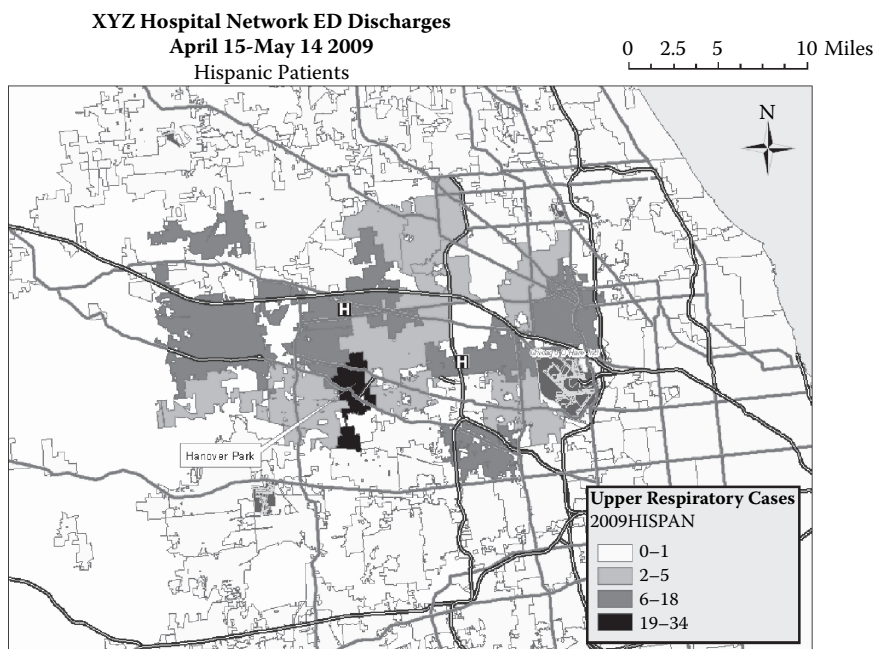 XYZ Hospital Network ED Discharges
April 15-May 14 2009
Hispanic Patients
0 2.5 5 10 Miles
N
H
H
Hanover Park
Upper Respiratory Cases
2009HISPAN
0–1
2–5
6–18
19–34